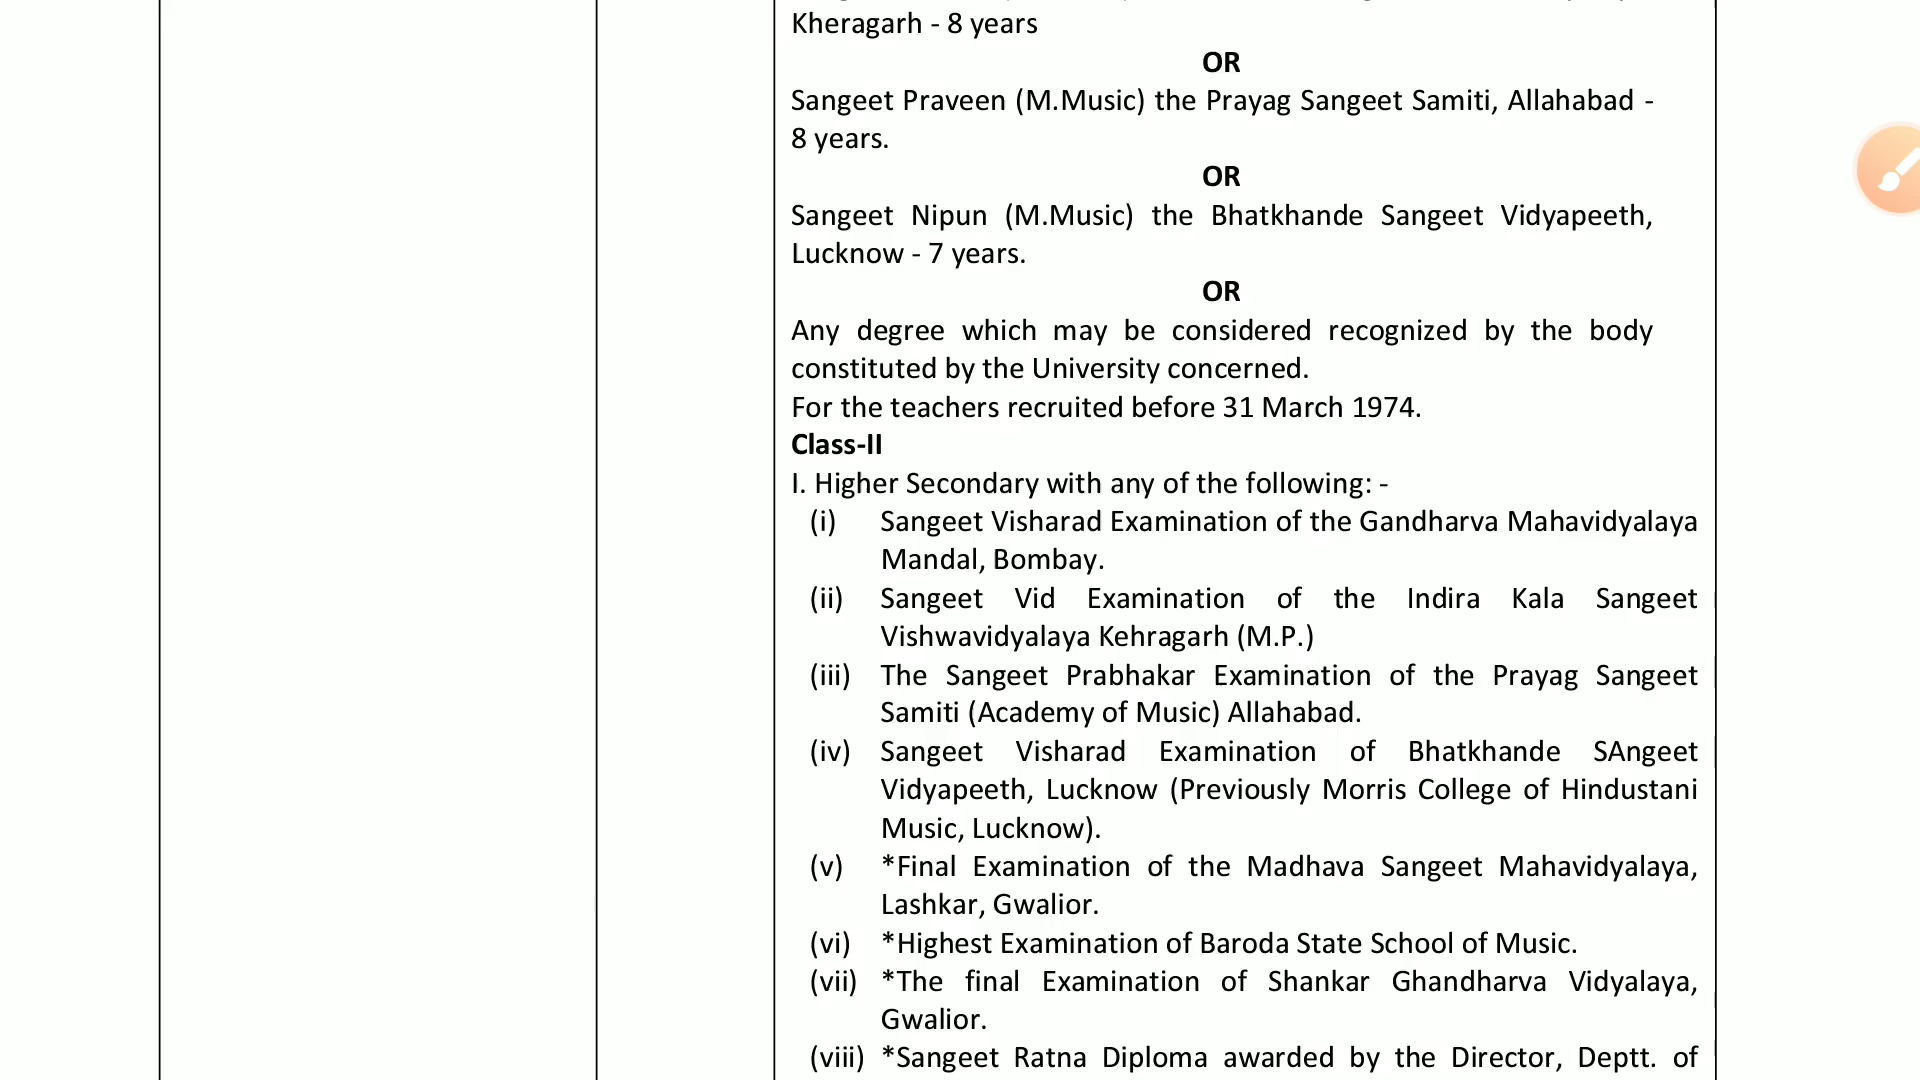 Kheragarh - 8 years
OR
Sangeet Praveen (M.Music) the Prayag Sangeet Samiti, Allahabad -
8 years.
OR
Sangeet Nipun (M.Music) the Bhatkhande Sangeet Vidyapeeth,
Lucknow - 7 years.
OR
Any degree which may be considered recognized by the body
constituted by the University concerned.
For the teachers recruited before 31 March 1974.
Class-II
I. Higher Secondary with any of the following: -
(i) Sangeet Visharad Examination of the Gandharva Mahavidyalaya
Mandal, Bombay.
(ii) Sangeet Vid Examination of the Indira Kala Sangeet
Vishwavidyalaya Kehragarh (M.P.)
(iii) The Sangeet Prabhakar Examination of the Prayag Sangeet
Samiti (Academy of Music) Allahabad.
(iv) Sangeet Visharad Examination of Bhatkhande SAngeet
Vidyapeeth, Lucknow (Previously Morris College of Hindustani
Music, Lucknow).
(v) *Final Examination of the Madhava Sangeet Mahavidyalaya,
Lashkar, Gwalior.
(vi) *Highest Examination of Baroda State School of Music.
(vii) *The final Examination of Shankar Ghandharva Vidyalaya,
Gwalior.
(viii) *Sangeet Ratna Diploma awarded by the Director, Deptt. of